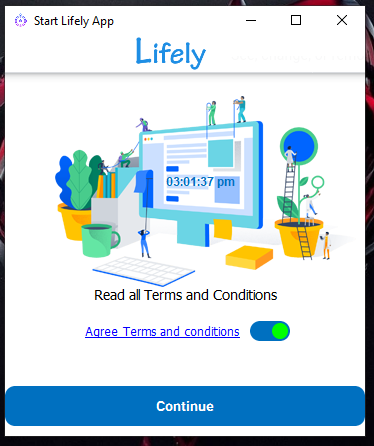 Start Lifely App
Lifely
03:01:37 pm
Read all Terms and Conditions
Agree Terms and conditions
Continue